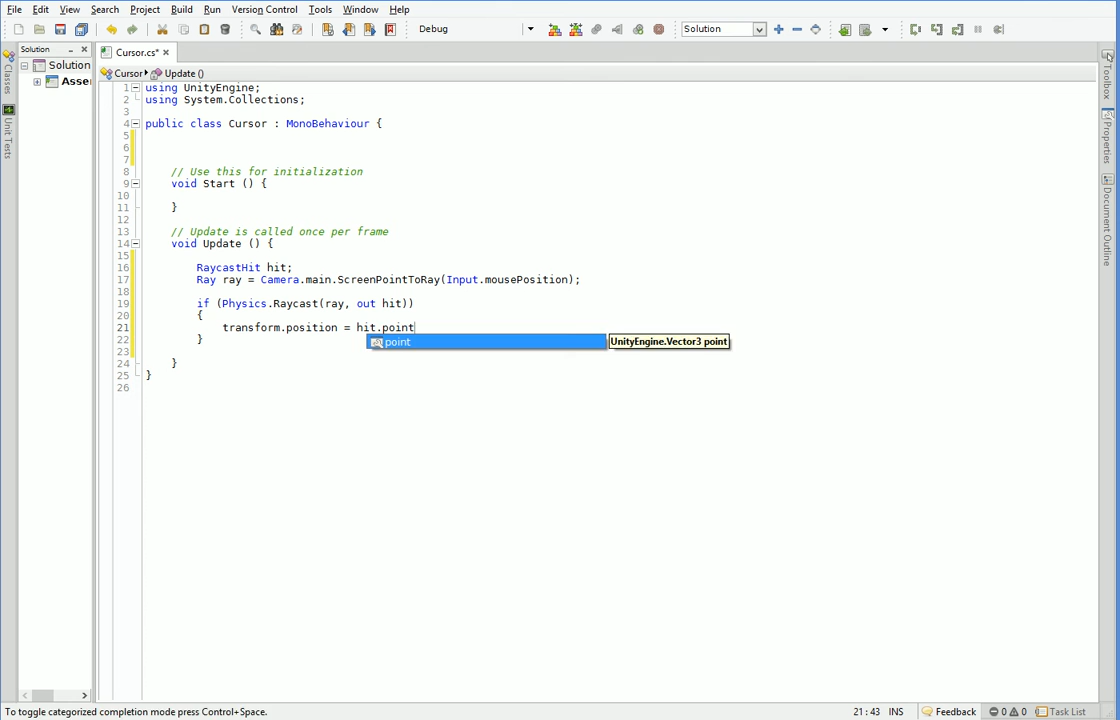 File Edit View Search Project Build Run Version Control Tools Window Help
Debug
Solution
Solution
Cursor.cs*
Cursor Update ()
Solution
Asse
Classes
Unit Tests
Toolbox
Properties
Document Outline
1 using UnityEngine;
2 using System.Collections;
3
4 public class Cursor : MonoBehaviour {
5
6
7
8 // Use this for initialization
9 void Start () {
10
11 }
12
13 // Update is called once per frame
14 void Update () {
15
16 RaycastHit hit;
17 Ray ray = Camera.main.ScreenPointToRay(Input.mousePosition);
18
19 if (Physics.Raycast(ray, out hit))
20 {
21 transform.position = hit.point
point UnityEngine.Vector3 point
22 }
23
24 }
25 }
26
To toggle categorized completion mode press Control+Space.
21 : 43 INS Feedback 0 0 Task List